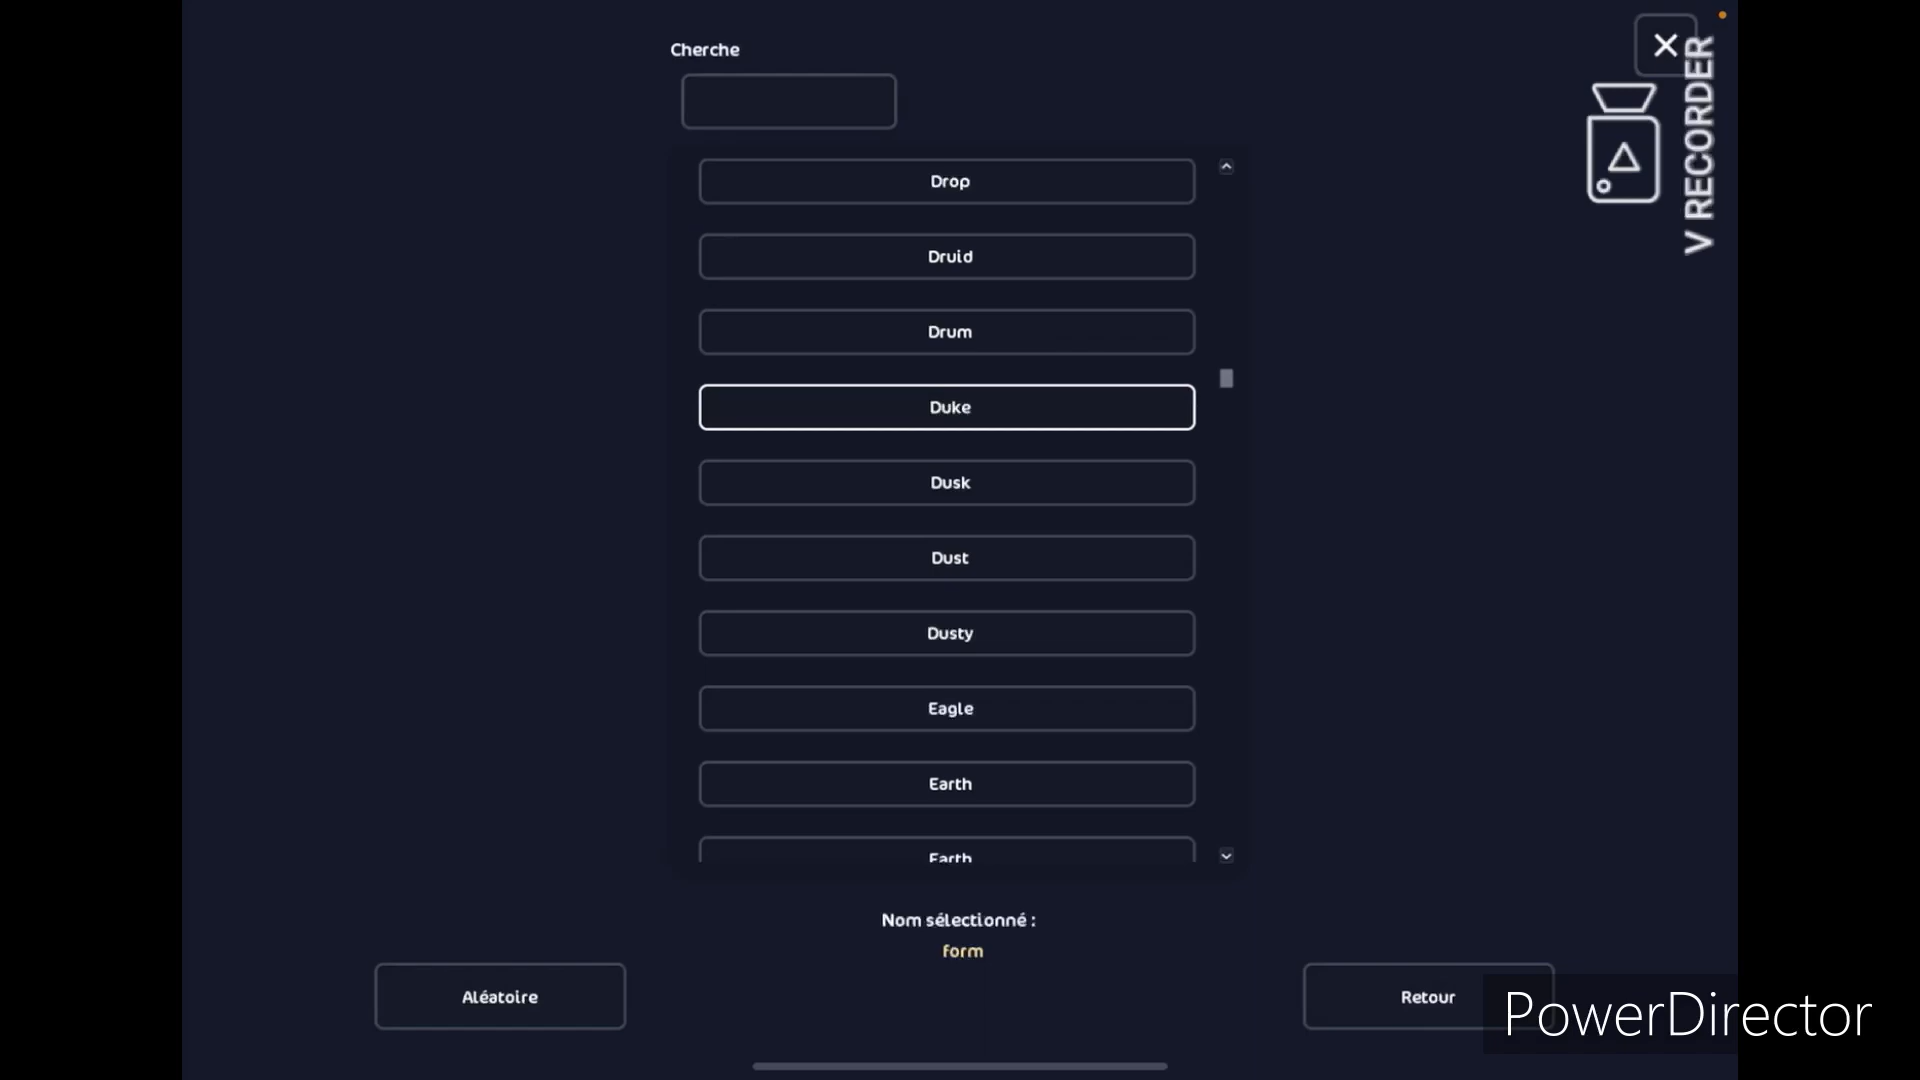 Cherche
V RECORDER
Drop
Druid
Drum
Duke
Dusk
Dust
Dusty
Eagle
Earth
Earth
Nom sélectionné :
form
Aléatoire
Retour
PowerDirector